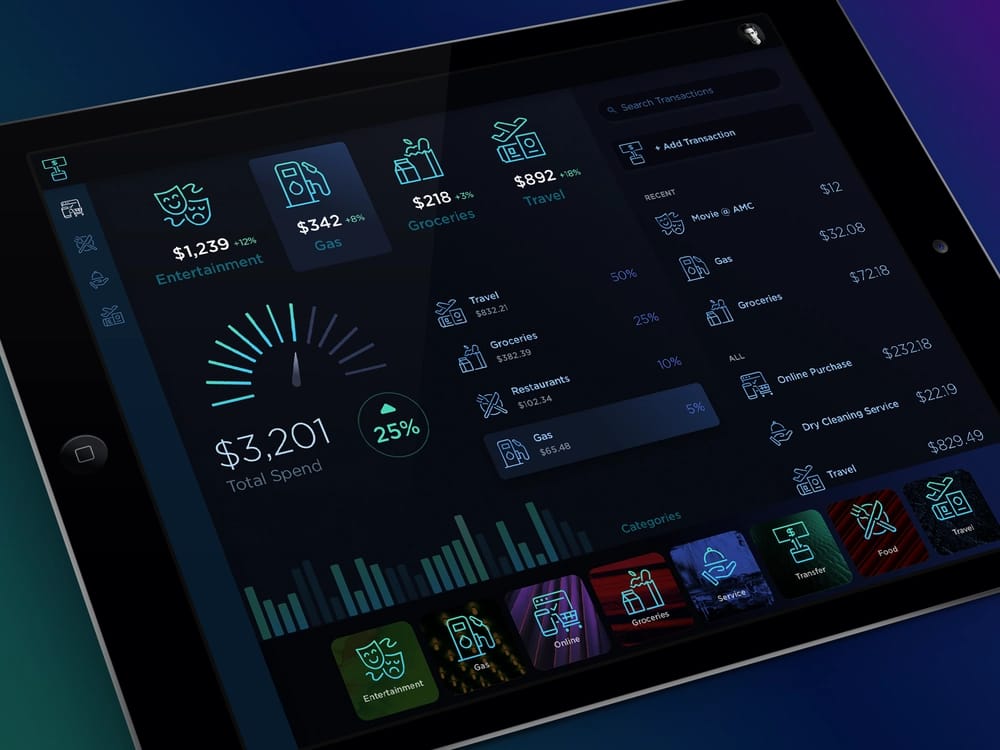 Search Transactions
+ Add Transaction
$1,239 +12%
Entertainment
$342 +8%
Gas
$218 +3%
Groceries
$892 +18%
Travel
RECENT
Movie @ AMC
$12
Gas
$32.08
Groceries
$72.18
ALL
Online Purchase
$232.18
Dry Cleaning Service
$22.19
Travel
$829.49
Travel
$832.21
50%
Groceries
$382.39
25%
Restaurants
$102.34
10%
Gas
$65.48
5%
$3,201
Total Spend
25%
Categories
Entertainment
Gas
Online
Groceries
Service
Transfer
Food
Travel